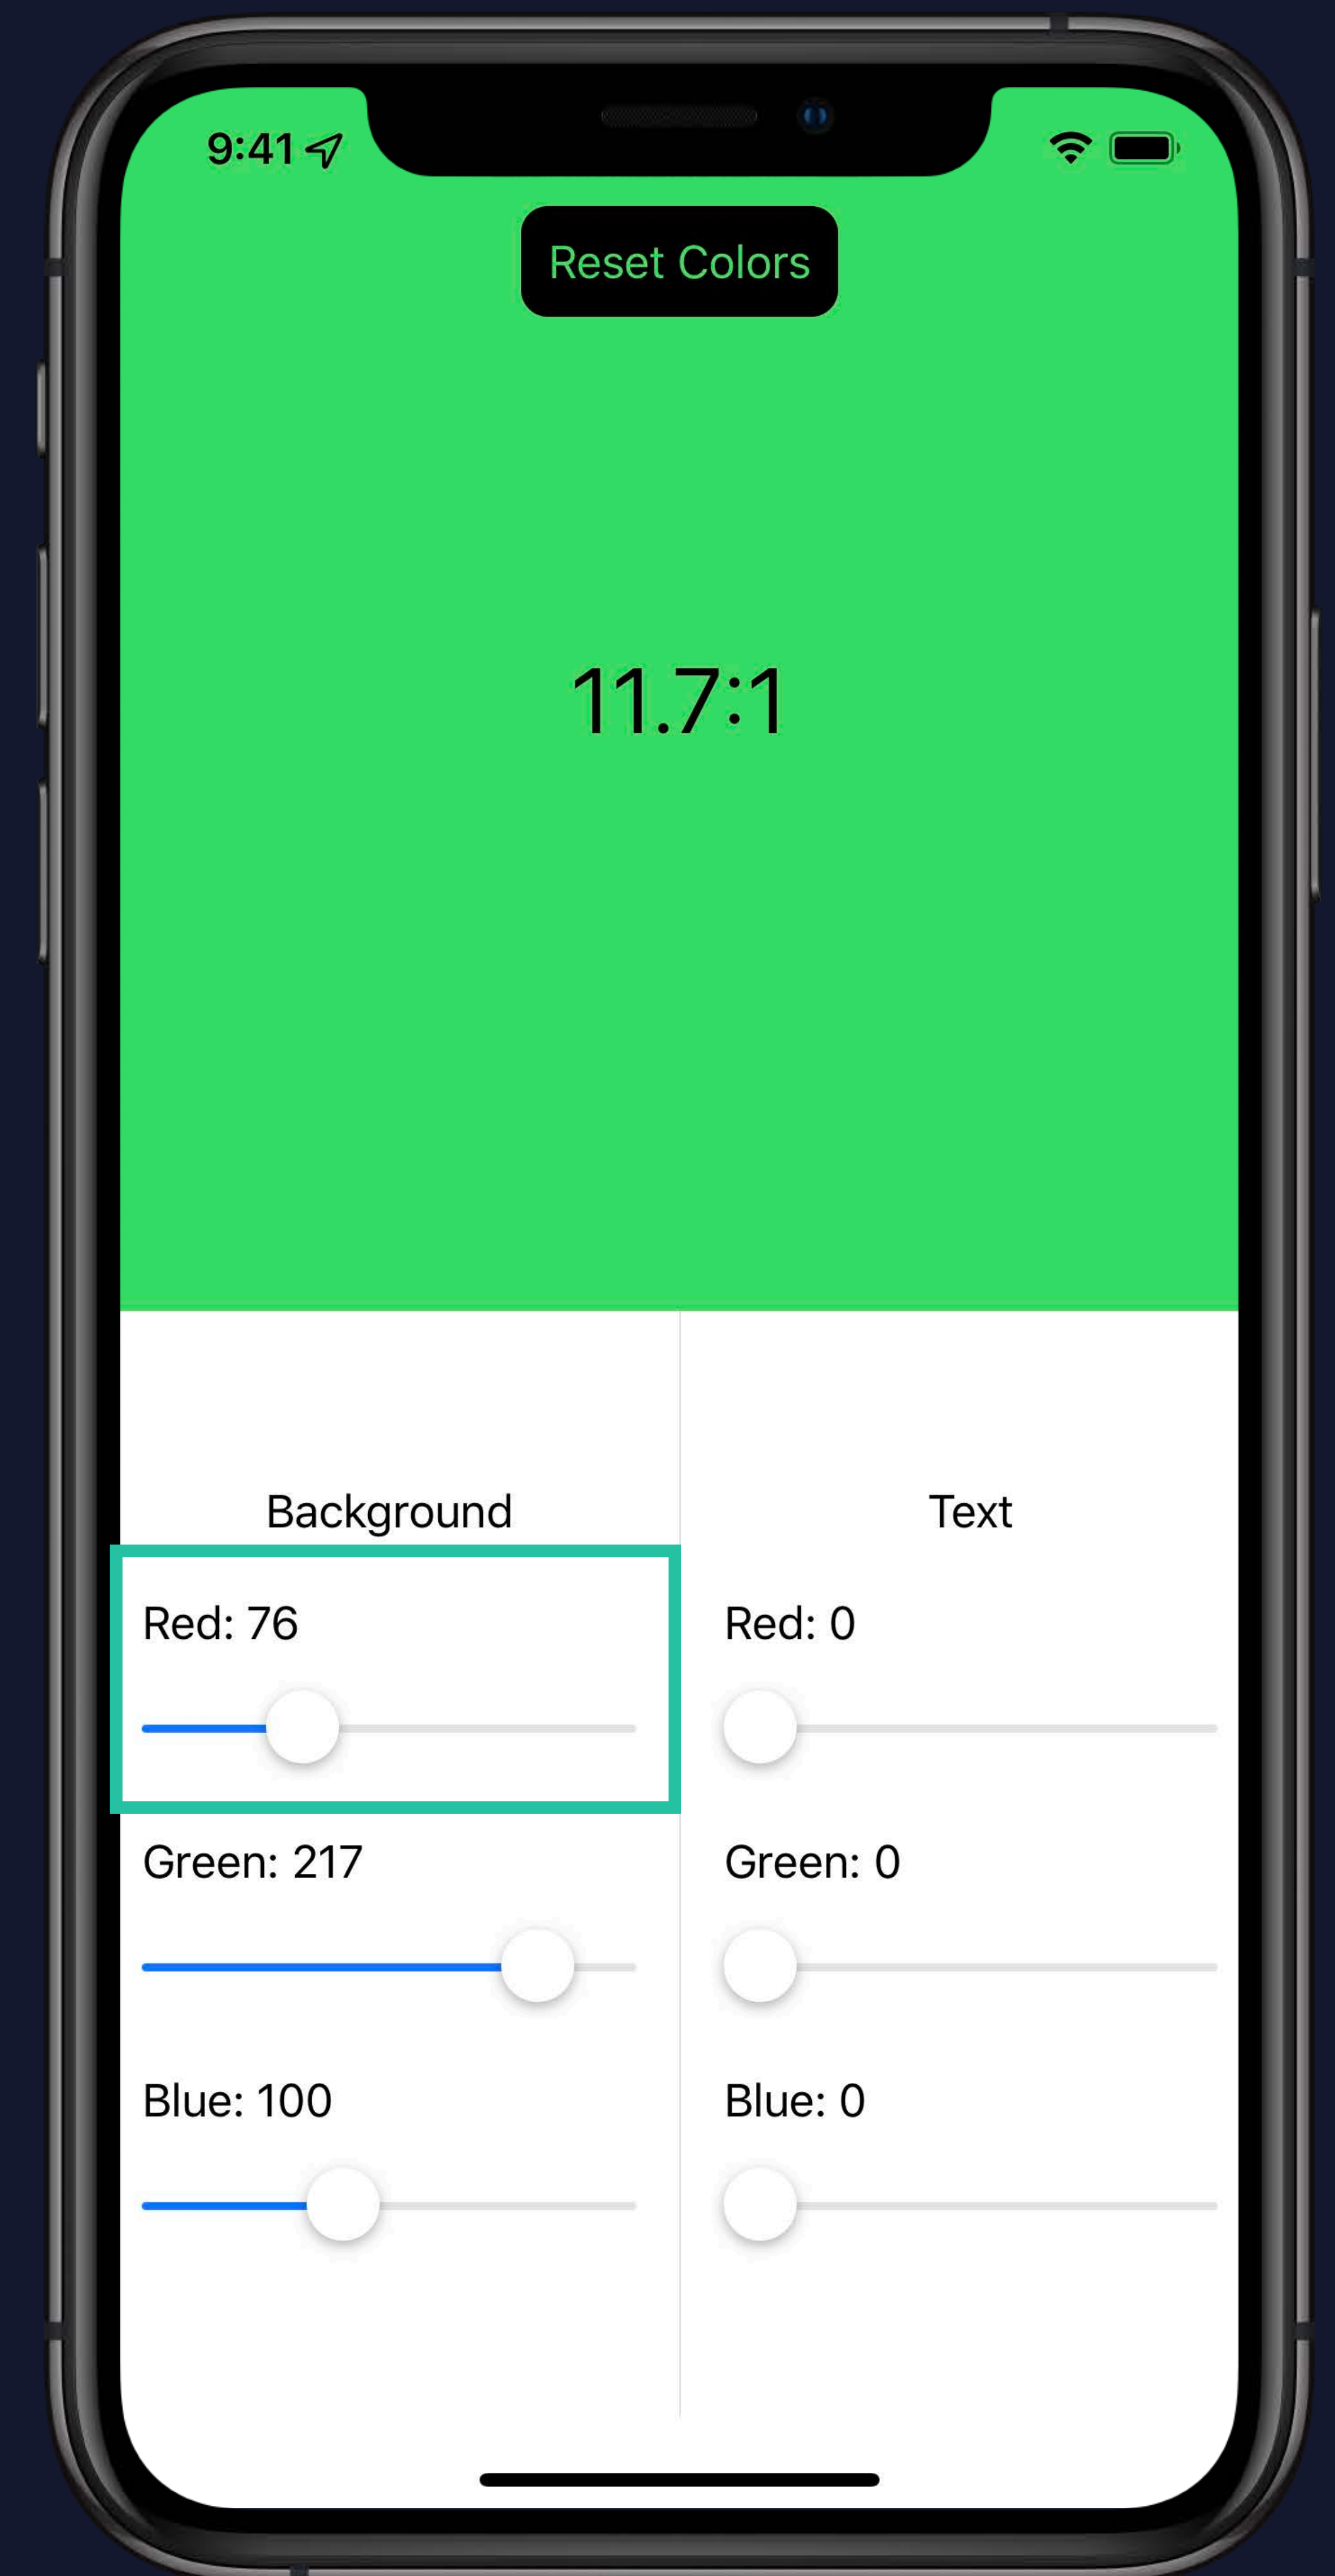 9:41
Reset Colors
11.7:1
Background
Red: 76
Green: 217
Blue: 100
Text
Red: 0
Green: 0
Blue: 0